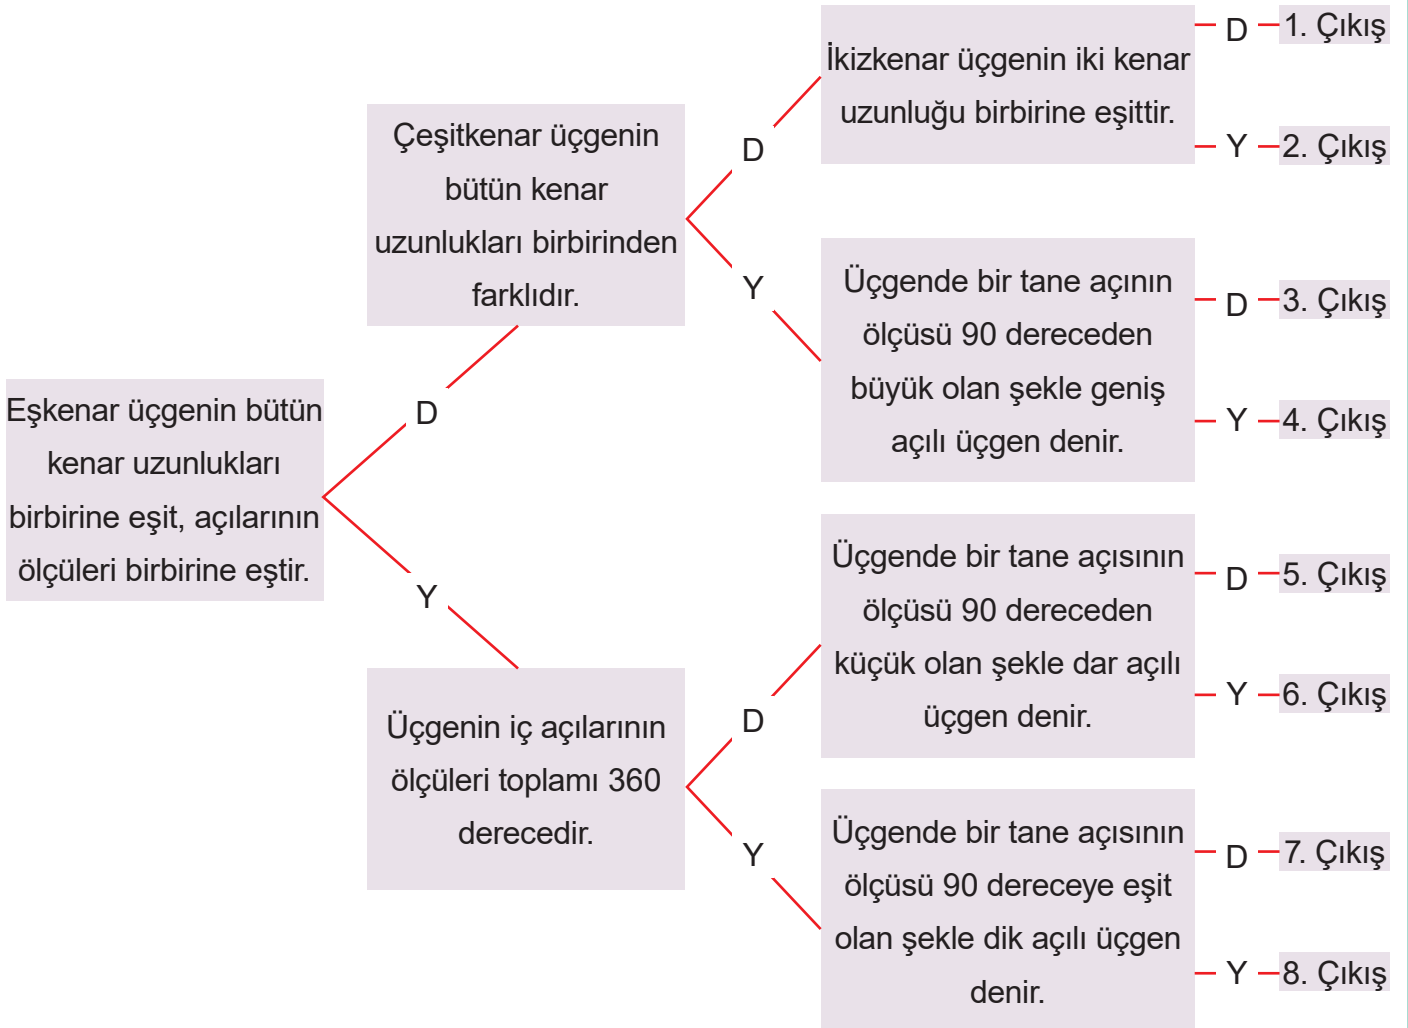 Eşkenar üçgenin bütün
kenar uzunlukları
birbirine eşit, açılarının
ölçüleri birbirine eştir.
D
Y
Çeşitkenar üçgenin
bütün kenar
uzunlukları birbirinden
farklıdır.
D
Y
Üçgenin iç açılarının
ölçüleri toplamı 360
derecedir.
D
Y
İkizkenar üçgenin iki kenar
uzunluğu birbirine eşittir.
D
1. Çıkış
Y
2. Çıkış
Üçgende bir tane açının
ölçüsü 90 dereceden
büyük olan şekle geniş
açılı üçgen denir.
D
3. Çıkış
Y
4. Çıkış
Üçgende bir tane açısının
ölçüsü 90 dereceden
küçük olan şekle dar açılı
üçgen denir.
D
5. Çıkış
Y
6. Çıkış
Üçgende bir tane açısının
ölçüsü 90 dereceye eşit
olan şekle dik açılı üçgen
denir.
D
7. Çıkış
Y
8. Çıkış